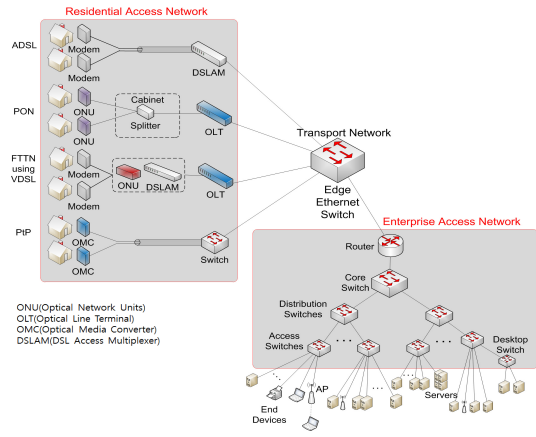 Residential Access Network
ADSL
Modem
Modem
DSLAM
PON
ONU
ONU
Cabinet
Splitter
OLT
FTTN
using
VDSL
Modem
Modem
ONU
DSLAM
OLT
PtP
OMC
OMC
Switch
Transport Network
Edge
Ethernet
Switch
Enterprise Access Network
Router
Core
Switch
Distribution
Switches
Access
Switches
Desktop
Switch
AP
End
Devices
Servers
ONU(Optical Network Units)
OLT(Optical Line Terminal)
OMC(Optical Media Converter)
DSLAM(DSL Access Multiplexer)